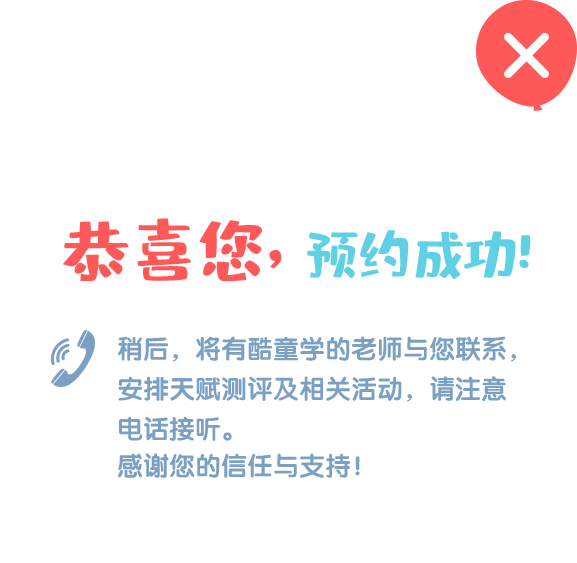 恭喜您，预约成功!
稍后，将有酷童学的老师与您联系，
安排天赋测评及相关活动，请注意
电话接听。
感谢您的信任与支持!